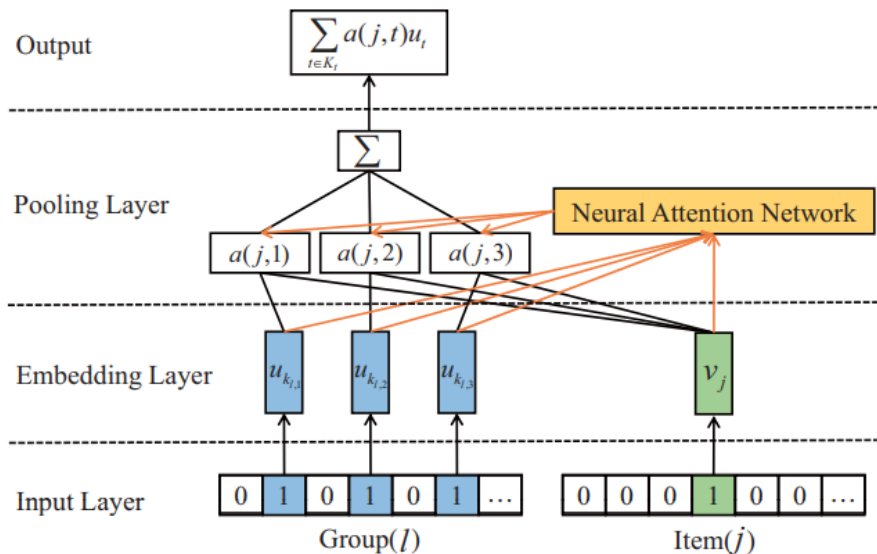 Output
∑ a(j,t)u_t
t∈K_t
∑
Pooling Layer
Neural Attention Network
a(j,1) a(j,2) a(j,3)
Embedding Layer
u_{k_{l,1}} u_{k_{l,2}} u_{k_{l,3}} v_j
Input Layer
0 1 0 1 0 1 … 0 0 0 1 0 0 …
Group(l) Item(j)